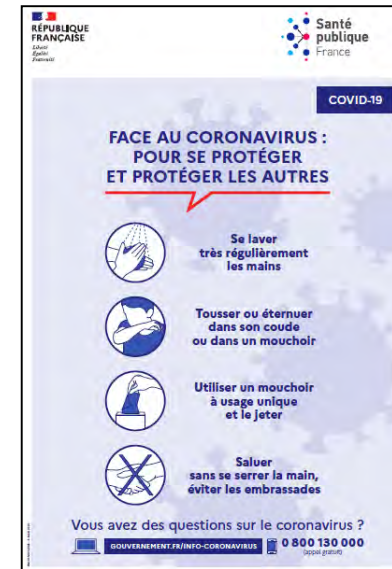 RÉPUBLIQUE
FRANÇAISE
Liberté
Égalité
Fraternité
Santé
publique
France
COVID-19
FACE AU CORONAVIRUS :
POUR SE PROTÉGER
ET PROTÉGER LES AUTRES
Se laver
très régulièrement
les mains
Tousser ou éternuer
dans son coude
ou dans un mouchoir
Utiliser un mouchoir
à usage unique
et le jeter
Saluer
sans se serrer la main,
éviter les embrassades
Vous avez des questions sur le coronavirus ?
GOUVERNEMENT.FR/INFO-CORONAVIRUS
0 800 130 000
(appel gratuit)